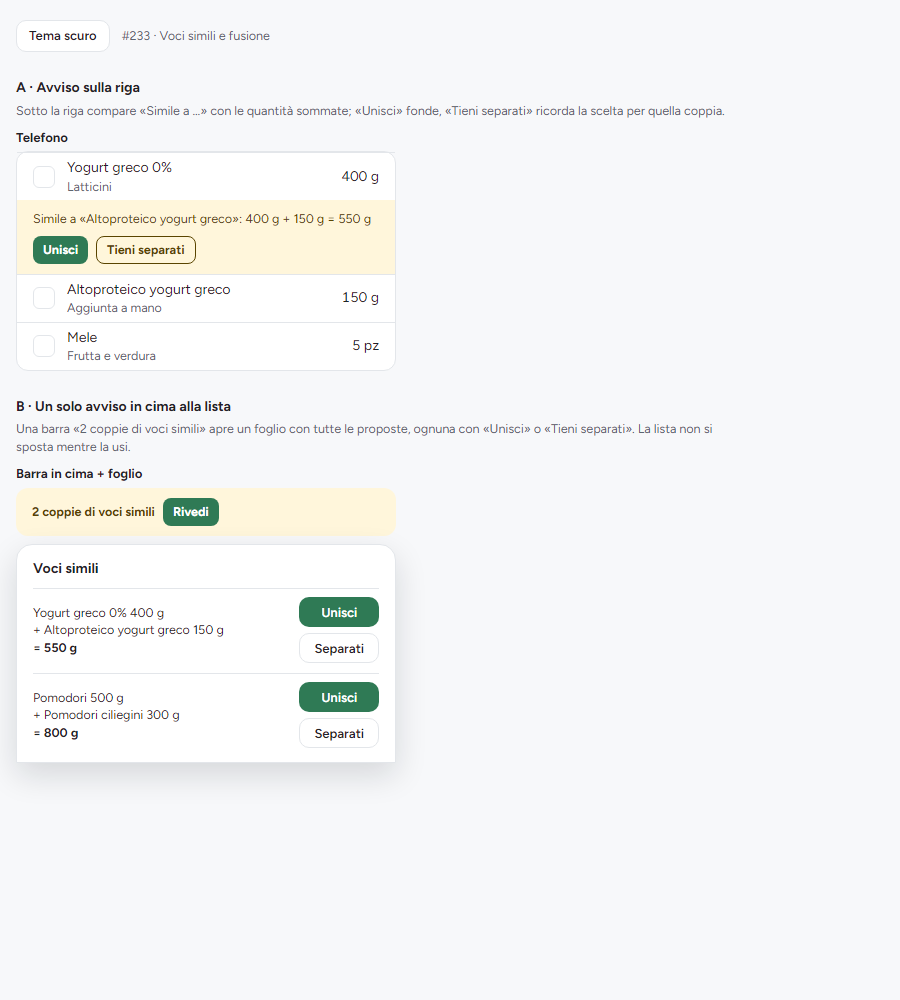 Tema scuro
#233 · Voci simili e fusione
A · Avviso sulla riga
Sotto la riga compare «Simile a …» con le quantità sommate; «Unisci» fonde, «Tieni separati» ricorda la scelta per quella coppia.
Telefono
Yogurt greco 0%
400 g
Latticini
Simile a «Altoproteico yogurt greco»: 400 g + 150 g = 550 g
Unisci
Tieni separati
Altoproteico yogurt greco
150 g
Aggiunta a mano
Mele
5 pz
Frutta e verdura
B · Un solo avviso in cima alla lista
Una barra «2 coppie di voci simili» apre un foglio con tutte le proposte, ognuna con «Unisci» o «Tieni separati». La lista non si
sposta mentre la usi.
Barra in cima + foglio
2 coppie di voci simili
Rivedi
Voci simili
Yogurt greco 0% 400 g
+ Altoproteico yogurt greco 150 g
= 550 g
Unisci
Separati
Pomodori 500 g
+ Pomodori ciliegini 300 g
= 800 g
Unisci
Separati